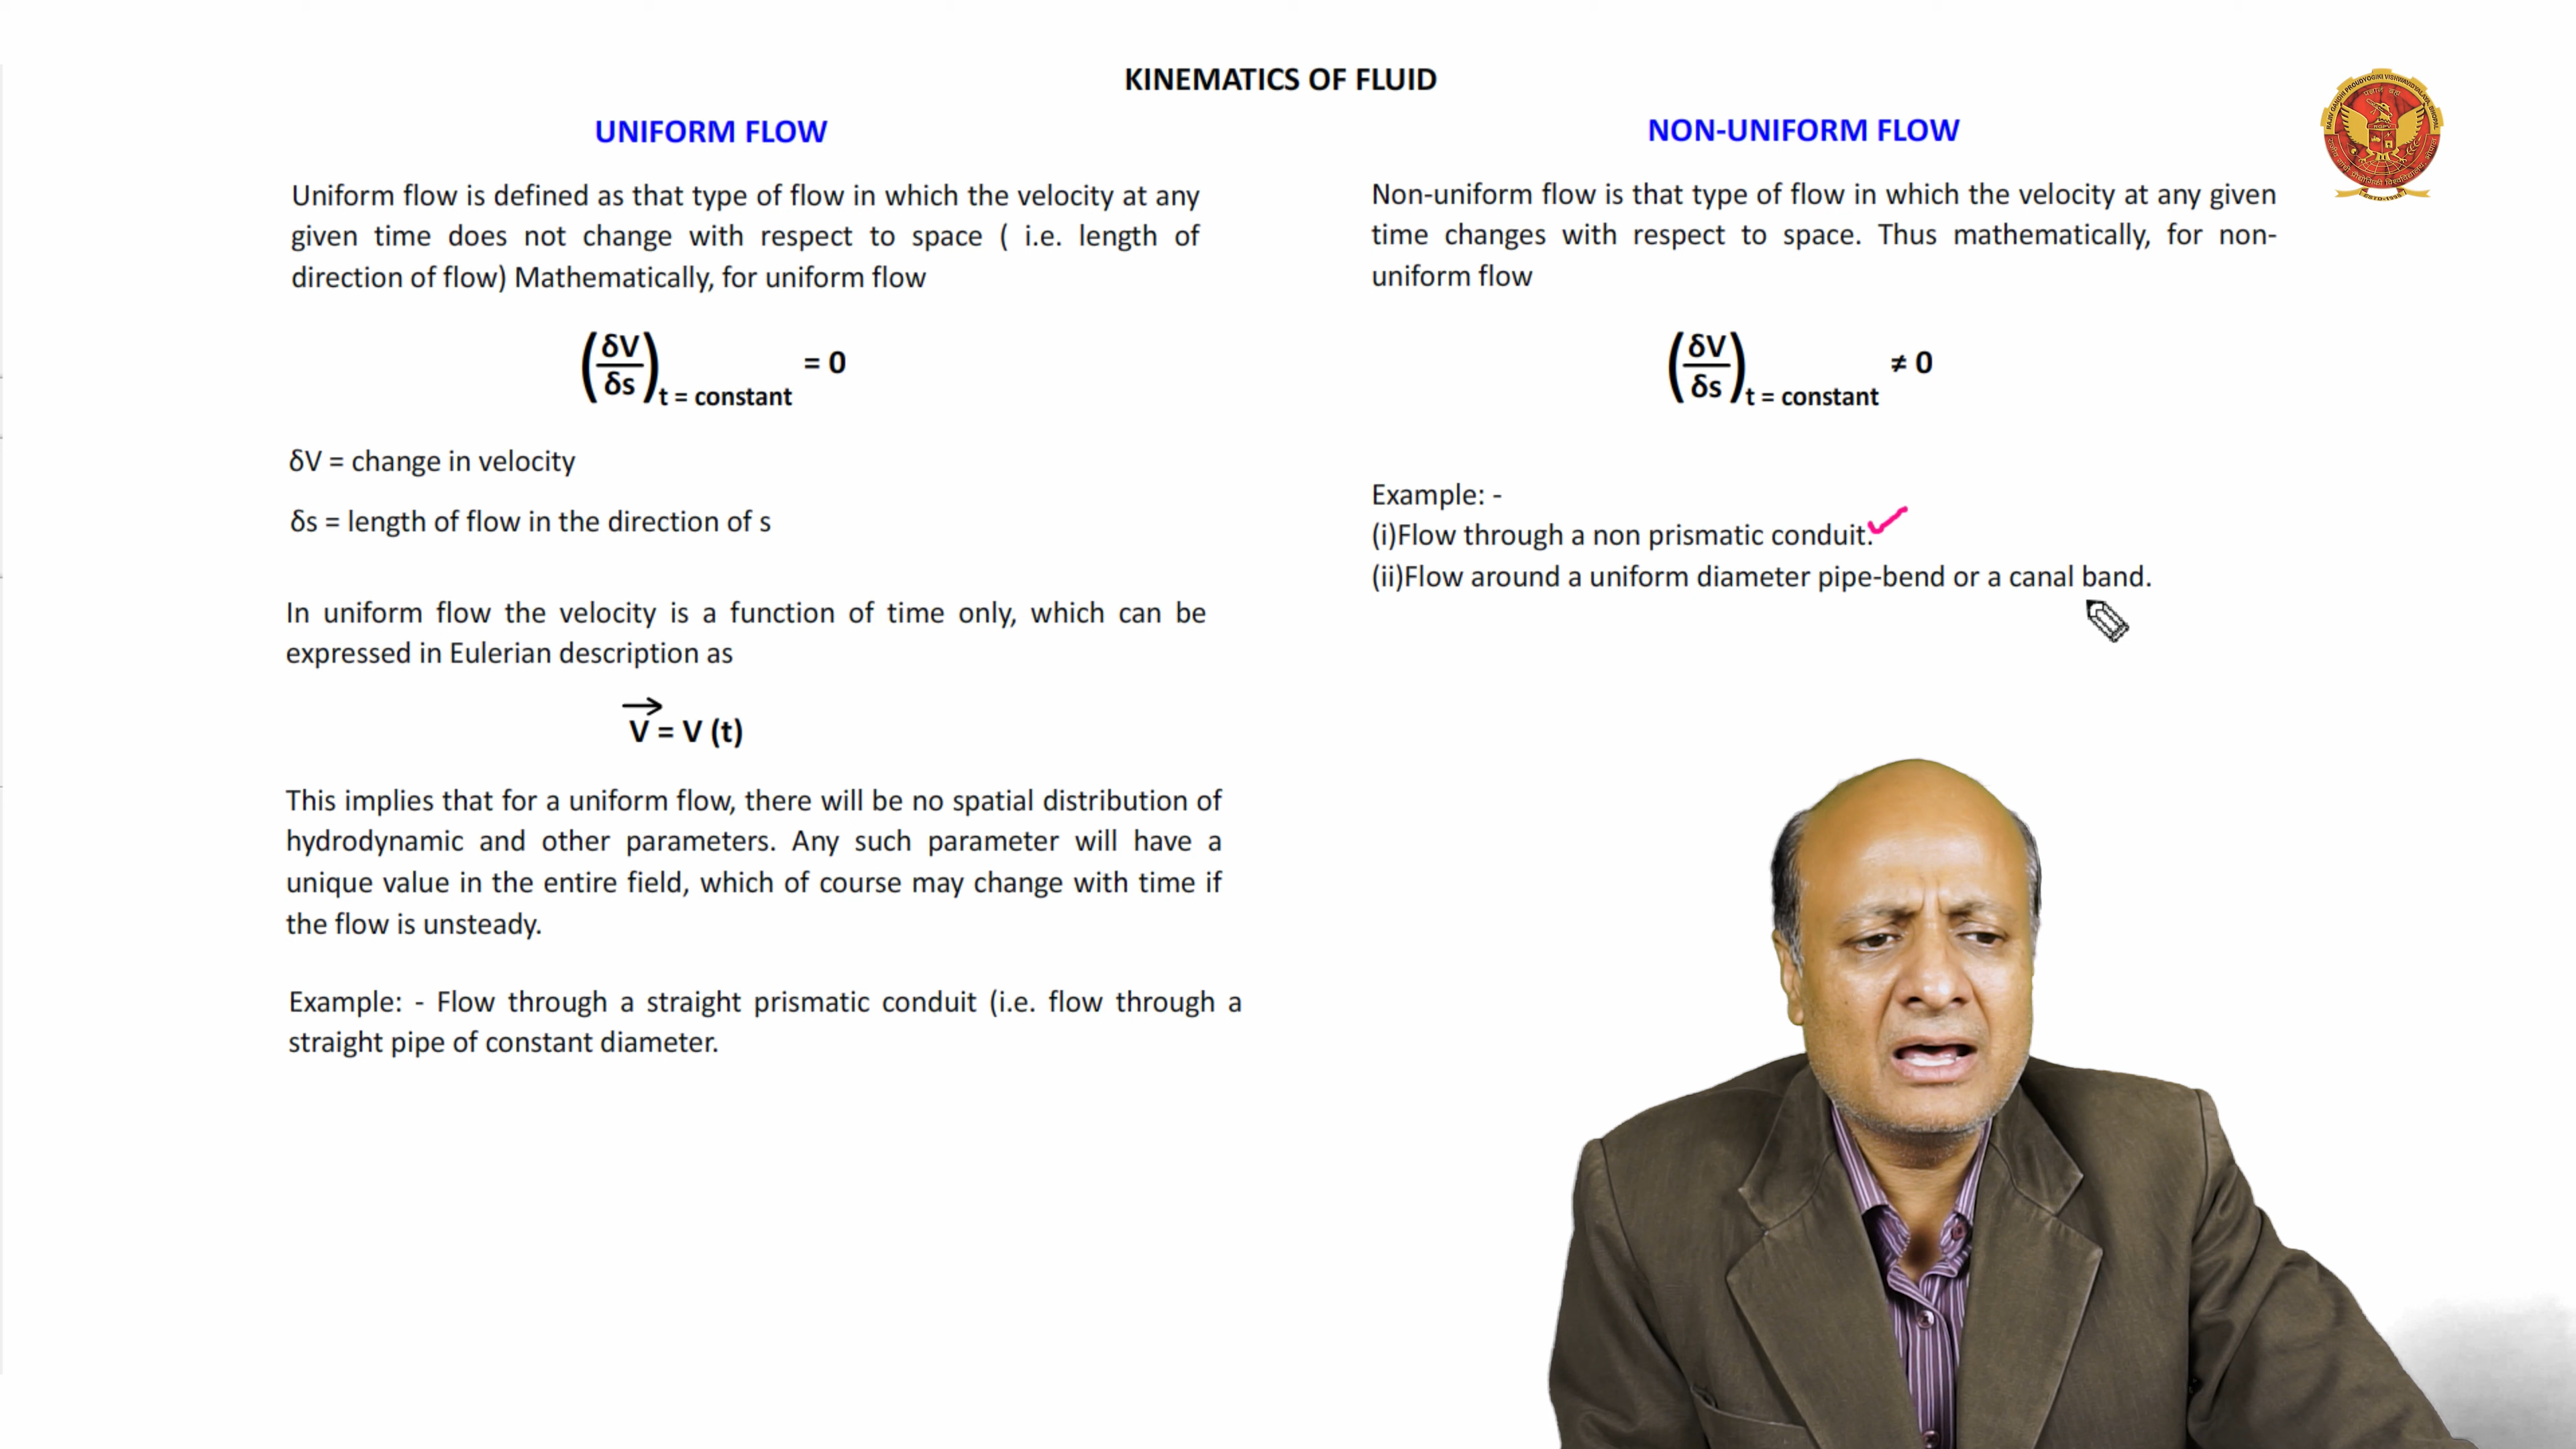 KINEMATICS OF FLUID
UNIFORM FLOW
Uniform flow is defined as that type of flow in which the velocity at any
given time does not change with respect to space ( i.e. length of
direction of flow) Mathematically, for uniform flow
(δV/δs) t = constant = 0
δV = change in velocity
δs = length of flow in the direction of s
In uniform flow the velocity is a function of time only, which can be
expressed in Eulerian description as
V⃗ = V (t)
This implies that for a uniform flow, there will be no spatial distribution of
hydrodynamic and other parameters. Any such parameter will have a
unique value in the entire field, which of course may change with time if
the flow is unsteady.
Example: - Flow through a straight prismatic conduit (i.e. flow through a
straight pipe of constant diameter.
NON-UNIFORM FLOW
Non-uniform flow is that type of flow in which the velocity at any given
time changes with respect to space. Thus mathematically, for non-
uniform flow
(δV/δs) t = constant ≠ 0
Example: -
(i)Flow through a non prismatic conduit.
(ii)Flow around a uniform diameter pipe-bend or a canal band.
RAJIV GANDHI PROUDYOGIKI VISHWAVIDYALAYA, BHOPAL